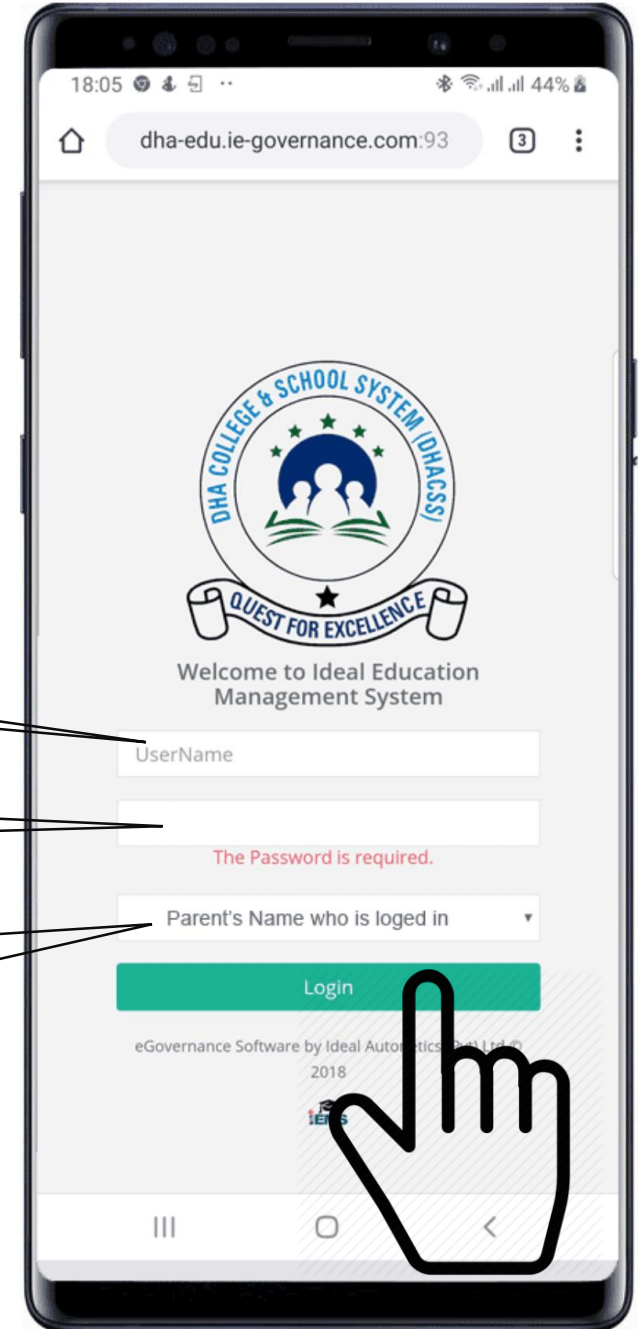 18:05
44%
dha-edu.ie-governance.com:93
3
DHA COLLEGE & SCHOOL SYSTEM (DHACSS)
QUEST FOR EXCELLENCE
Welcome to Ideal Education
Management System
UserName
The Password is required.
Parent's Name who is loged in
Login
eGovernance Software by Ideal Ltd ©
2018